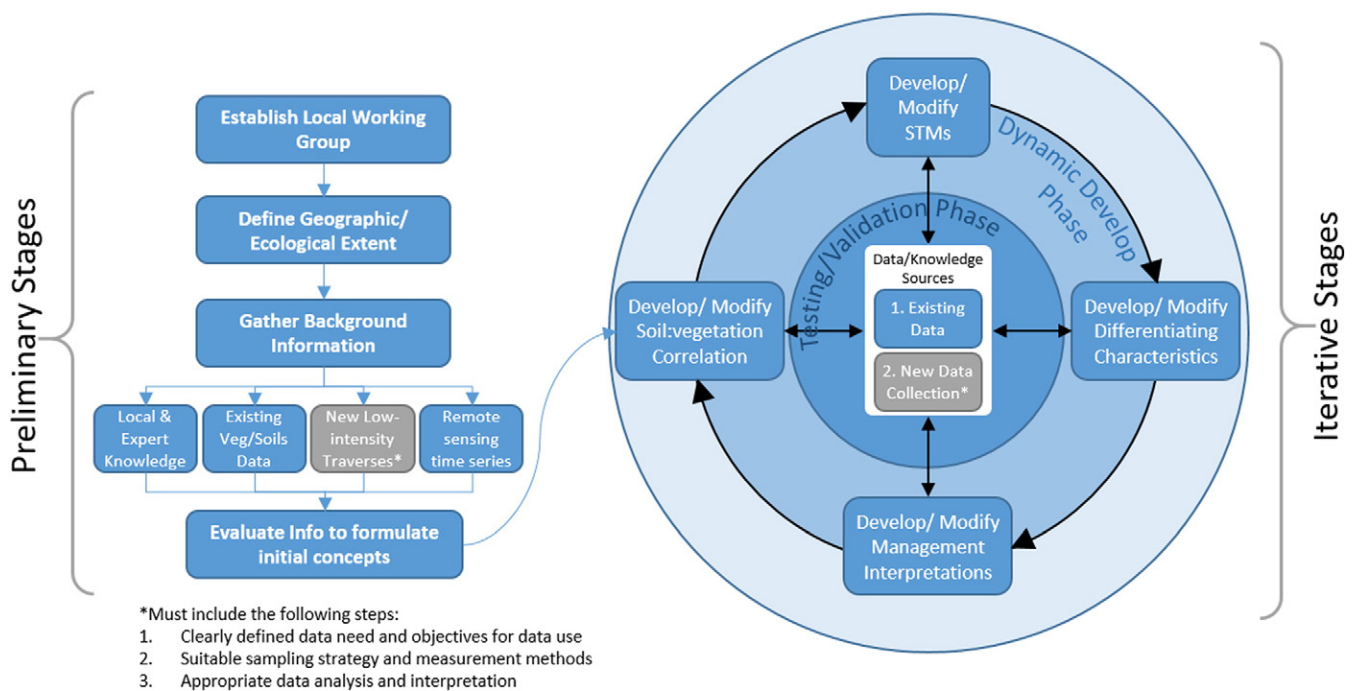 Preliminary Stages
Establish Local Working
Group
Define Geographic/
Ecological Extent
Gather Background
Information
Local &
Expert
Knowledge
Existing
Veg/Soils
Data
New Low-
intensity
Traverses*
Remote
sensing
time series
Evaluate Info to formulate
initial concepts
*Must include the following steps:
1. Clearly defined data need and objectives for data use
2. Suitable sampling strategy and measurement methods
3. Appropriate data analysis and interpretation
Develop/
Modify
STMs
Dynamic Develop
Phase
Testing/Validation Phase
Data/Knowledge
Sources
1. Existing
Data
2. New Data
Collection*
Develop/ Modify
Soil:vegetation
Correlation
Develop/ Modify
Differentiating
Characteristics
Develop/ Modify
Management
Interpretations
Iterative Stages